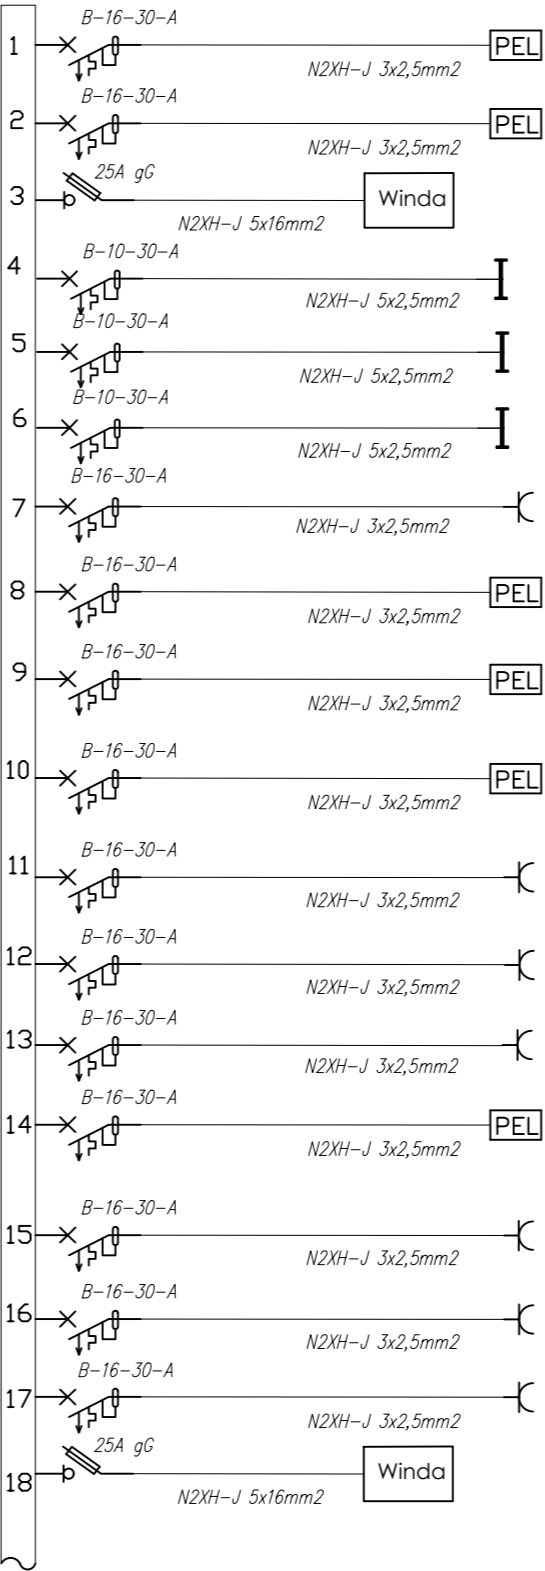 B-16-30-A
1 PEL
N2XH-J 3x2,5mm2
B-16-30-A
2 PEL
N2XH-J 3x2,5mm2
25A gG
3 Winda
N2XH-J 5x16mm2
B-10-30-A
4
N2XH-J 5x2,5mm2
B-10-30-A
5
N2XH-J 5x2,5mm2
B-10-30-A
6
N2XH-J 5x2,5mm2
B-16-30-A
7
N2XH-J 3x2,5mm2
B-16-30-A
8 PEL
N2XH-J 3x2,5mm2
B-16-30-A
9 PEL
N2XH-J 3x2,5mm2
B-16-30-A
10 PEL
N2XH-J 3x2,5mm2
B-16-30-A
11
N2XH-J 3x2,5mm2
B-16-30-A
12
N2XH-J 3x2,5mm2
B-16-30-A
13
N2XH-J 3x2,5mm2
B-16-30-A
14 PEL
N2XH-J 3x2,5mm2
B-16-30-A
15
N2XH-J 3x2,5mm2
B-16-30-A
16
N2XH-J 3x2,5mm2
B-16-30-A
17
N2XH-J 3x2,5mm2
25A gG
18 Winda
N2XH-J 5x16mm2